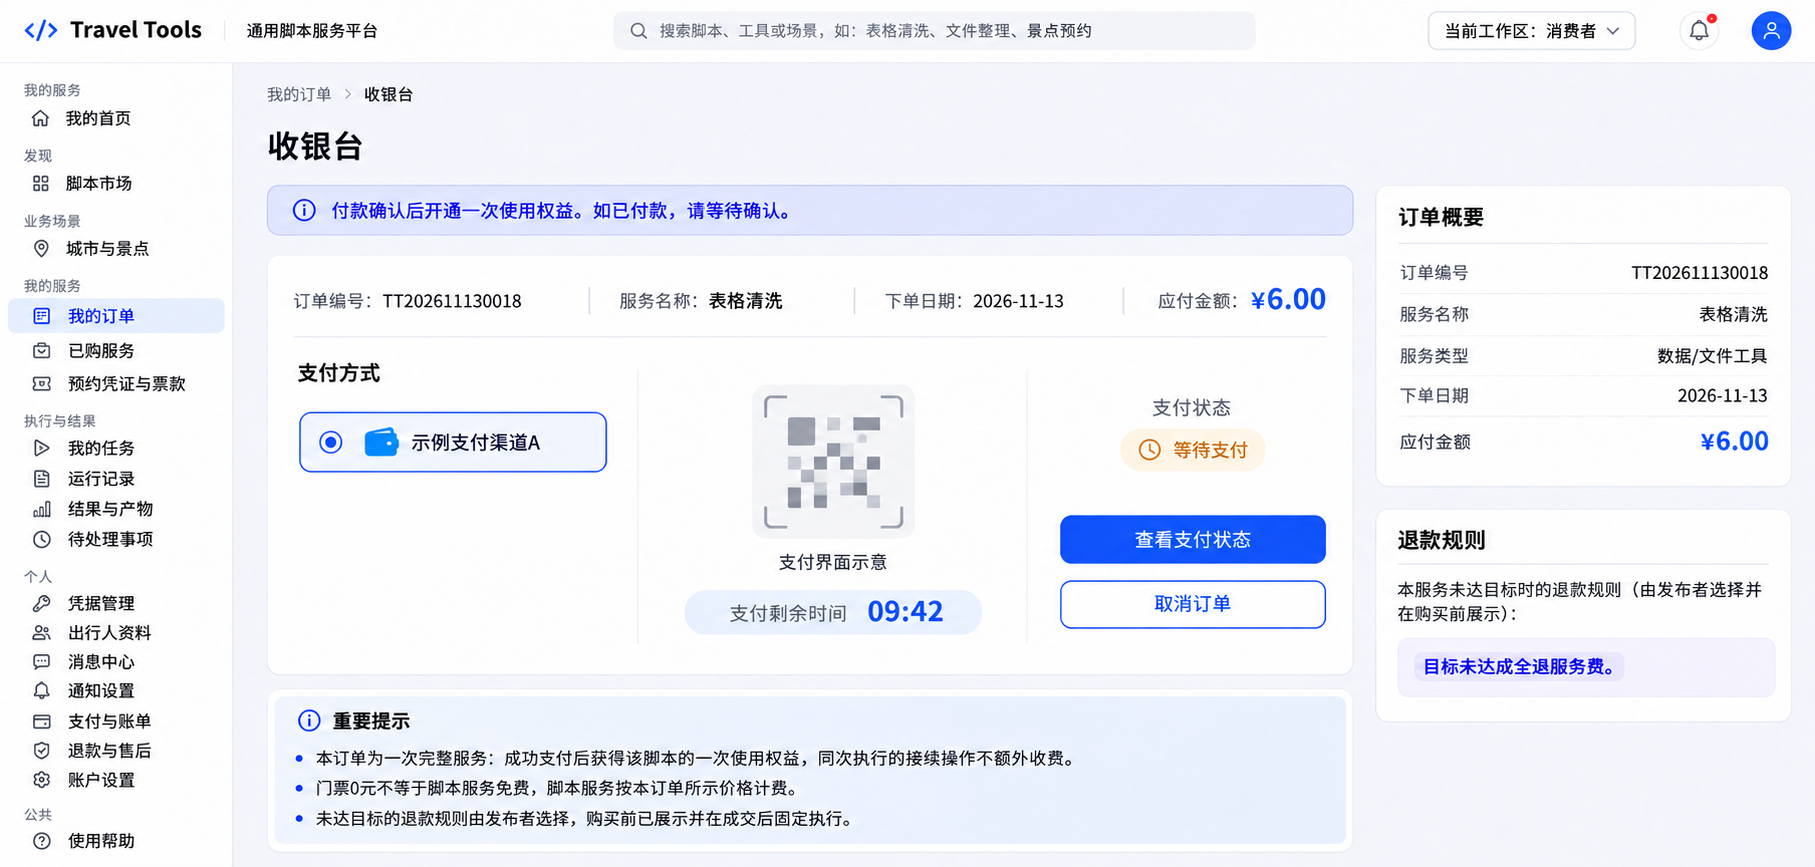 Travel Tools
通用脚本服务平台
搜索脚本、工具或场景，如：表格清洗、文件整理、景点预约
当前工作区：消费者
我的服务
我的首页
发现
脚本市场
业务场景
城市与景点
我的服务
我的订单
已购服务
预约凭证与票款
执行与结果
我的任务
运行记录
结果与产物
待处理事项
个人
凭据管理
出行人资料
消息中心
通知设置
支付与账单
退款与售后
账户设置
公共
使用帮助
我的订单 > 收银台
收银台
付款确认后开通一次使用权益。如已付款，请等待确认。
订单编号：TT202611130018
服务名称：表格清洗
下单日期：2026-11-13
应付金额：¥6.00
支付方式
示例支付渠道A
支付界面示意
支付剩余时间 09:42
支付状态
等待支付
查看支付状态
取消订单
重要提示
• 本订单为一次完整服务：成功支付后获得该脚本的一次使用权益，同次执行的接续操作不额外收费。
• 门票0元不等于脚本服务免费，脚本服务按本订单所示价格计费。
• 未达目标的退款规则由发布者选择，购买前已展示并在成交后固定执行。
订单概要
订单编号 TT202611130018
服务名称 表格清洗
服务类型 数据/文件工具
下单日期 2026-11-13
应付金额 ¥6.00
退款规则
本服务未达目标时的退款规则（由发布者选择并
在购买前展示）：
目标未达成全退服务费。